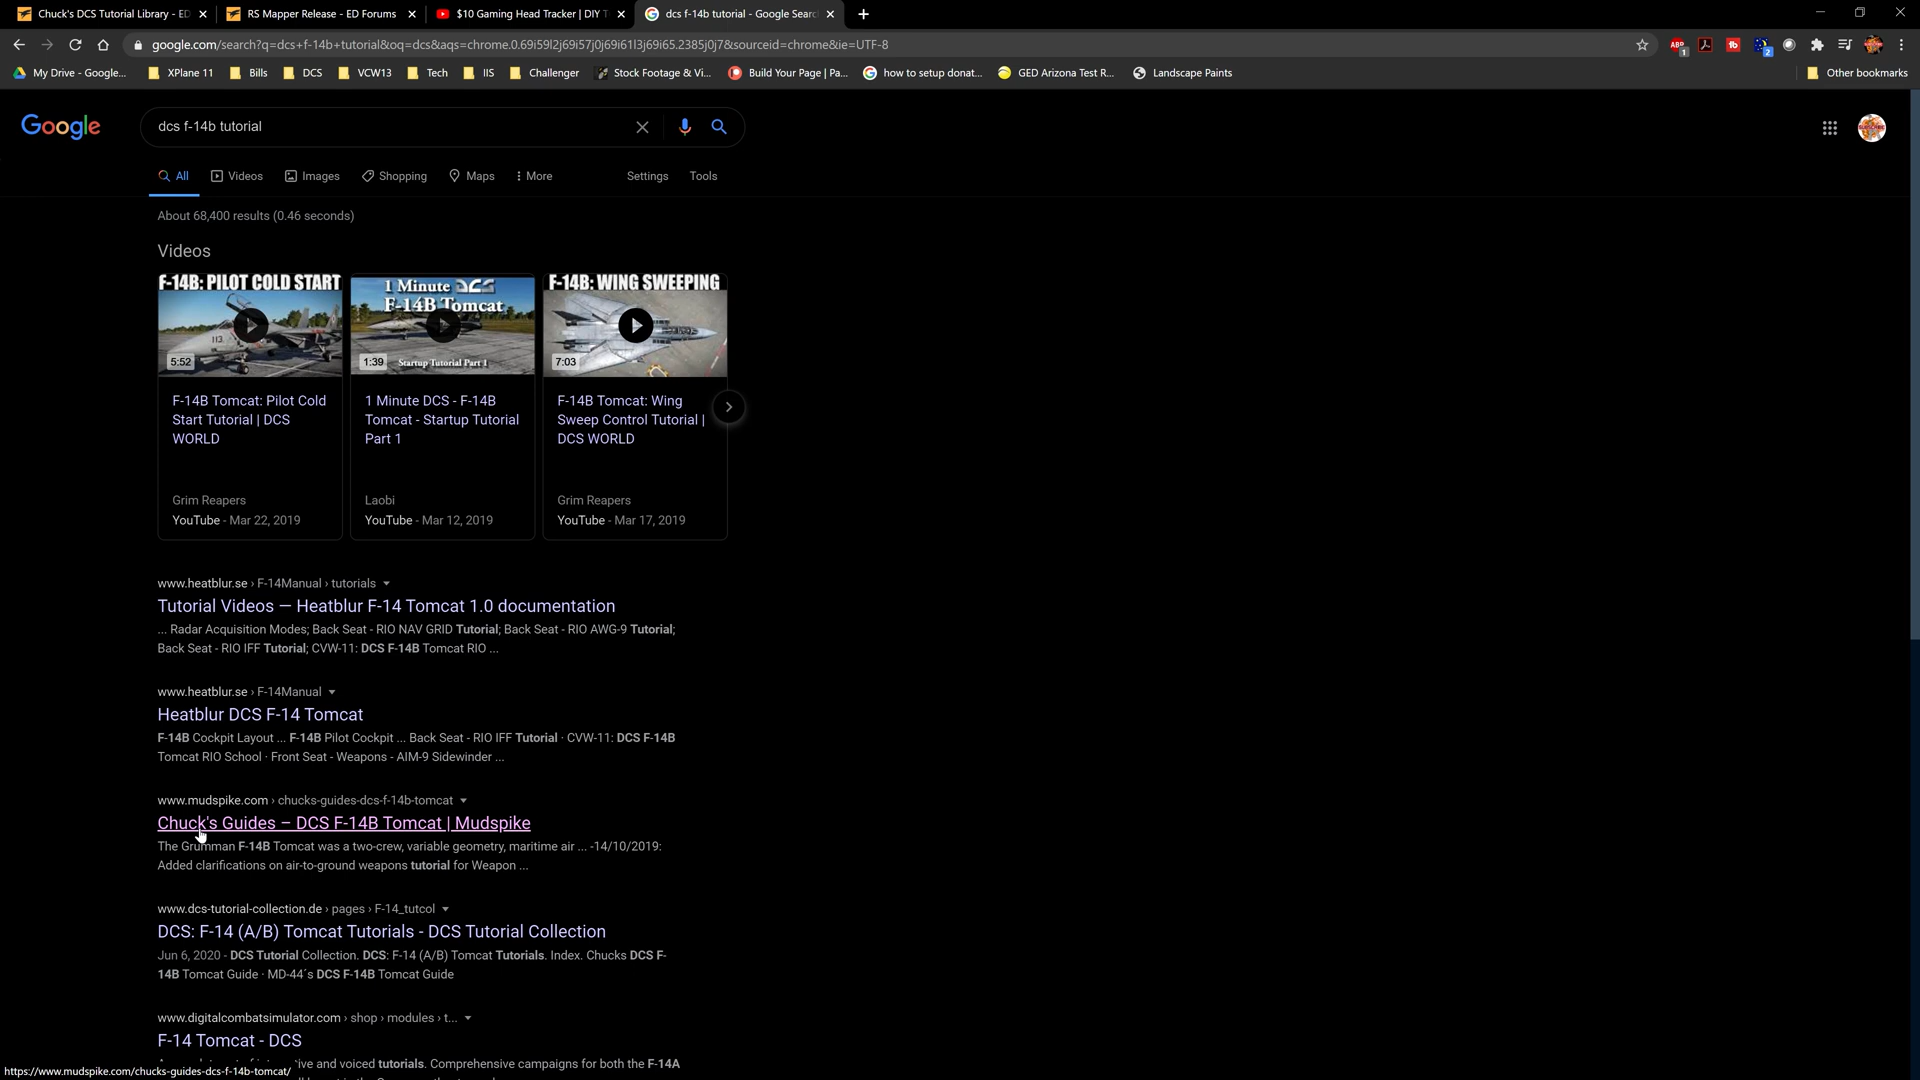 Chuck's DCS Tutorial Library - ED
RS Mapper Release - ED Forums
$10 Gaming Head Tracker | DIY T
dcs f-14b tutorial - Google Searc
google.com/search?q=dcs+f-14b+tutorial&oq=dcs&aqs=chrome.0.69i59l2j69i57j0j69i61l3j69i65.2385j0j7&sourceid=chrome&ie=UTF-8
ABP 1
2
My Drive - Google...
XPlane 11
Bills
DCS
VCW13
Tech
IIS
Challenger
Stock Footage & Vi...
Build Your Page | Pa...
how to setup donat...
GED Arizona Test R...
Landscape Paints
Other bookmarks
Google
dcs f-14b tutorial
SUBSCRIBE
All
Videos
Images
Shopping
Maps
More
Settings
Tools
About 68,400 results (0.46 seconds)
Videos
F-14B: PILOT COLD START
113
5:52
F-14B Tomcat: Pilot Cold
Start Tutorial | DCS
WORLD
Grim Reapers
YouTube - Mar 22, 2019
1 Minute DCS
F-14B Tomcat
Startup Tutorial Part 1
1:39
1 Minute DCS - F-14B
Tomcat - Startup Tutorial
Part 1
Laobi
YouTube - Mar 12, 2019
F-14B: WING SWEEPING
7:03
F-14B Tomcat: Wing
Sweep Control Tutorial |
DCS WORLD
Grim Reapers
YouTube - Mar 17, 2019
www.heatblur.se › F-14Manual › tutorials
Tutorial Videos — Heatblur F-14 Tomcat 1.0 documentation
... Radar Acquisition Modes; Back Seat - RIO NAV GRID Tutorial; Back Seat - RIO AWG-9 Tutorial;
Back Seat - RIO IFF Tutorial; CVW-11: DCS F-14B Tomcat RIO ...
www.heatblur.se › F-14Manual
Heatblur DCS F-14 Tomcat
F-14B Cockpit Layout ... F-14B Pilot Cockpit ... Back Seat - RIO IFF Tutorial · CVW-11: DCS F-14B
Tomcat RIO School · Front Seat - Weapons - AIM-9 Sidewinder ...
www.mudspike.com › chucks-guides-dcs-f-14b-tomcat
Chuck's Guides – DCS F-14B Tomcat | Mudspike
The Grumman F-14B Tomcat was a two-crew, variable geometry, maritime air ... -14/10/2019:
Added clarifications on air-to-ground weapons tutorial for Weapon ...
www.dcs-tutorial-collection.de › pages › F-14_tutcol
DCS: F-14 (A/B) Tomcat Tutorials - DCS Tutorial Collection
Jun 6, 2020 - DCS Tutorial Collection. DCS: F-14 (A/B) Tomcat Tutorials. Index. Chucks DCS F-
14B Tomcat Guide · MD-44´s DCS F-14B Tomcat Guide
www.digitalcombatsimulator.com › shop › modules › t...
F-14 Tomcat - DCS
ive and voiced tutorials. Comprehensive campaigns for both the F-14A
https://www.mudspike.com/chucks-guides-dcs-f-14b-tomcat/